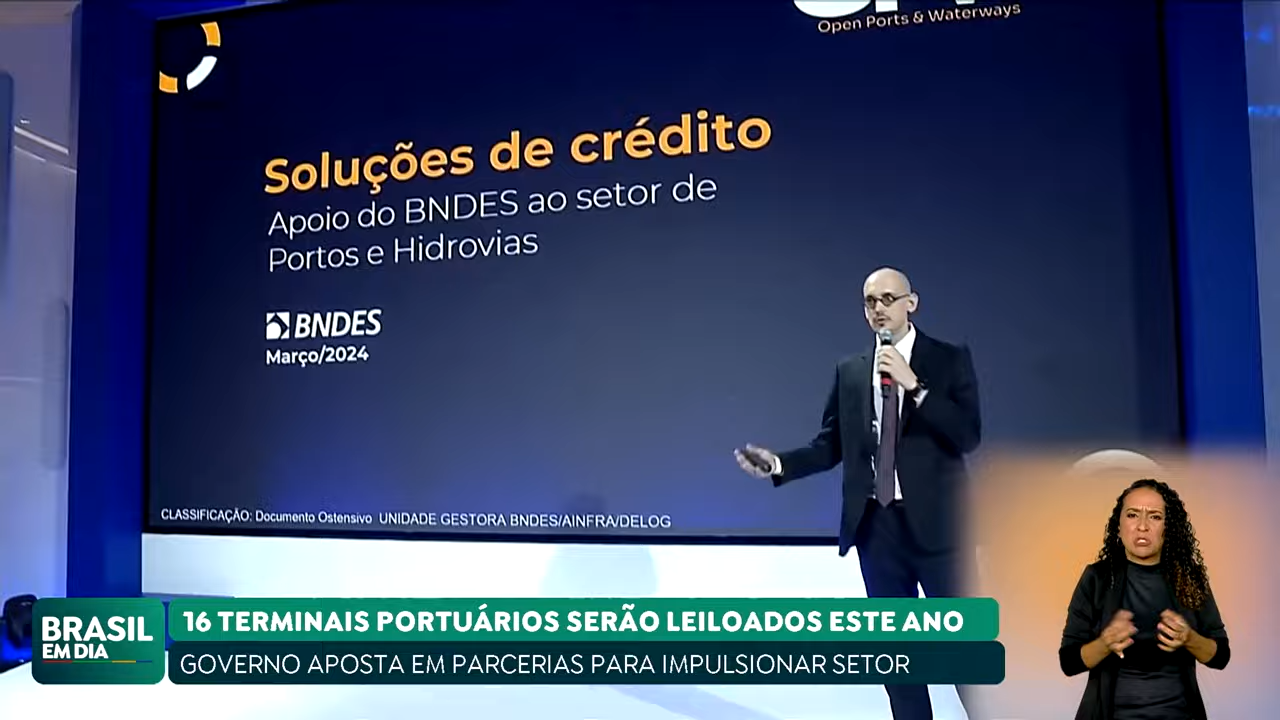 Open Ports & Waterways
Soluções de crédito
Apoio do BNDES ao setor de
Portos e Hidrovias
BNDES
Março/2024
CLASSIFICAÇÃO: Documento Ostensivo UNIDADE GESTORA BNDES/AINFRA/DELOG
BRASIL
EM DIA
16 TERMINAIS PORTUÁRIOS SERÃO LEILOADOS ESTE ANO
GOVERNO APOSTA EM PARCERIAS PARA IMPULSIONAR SETOR